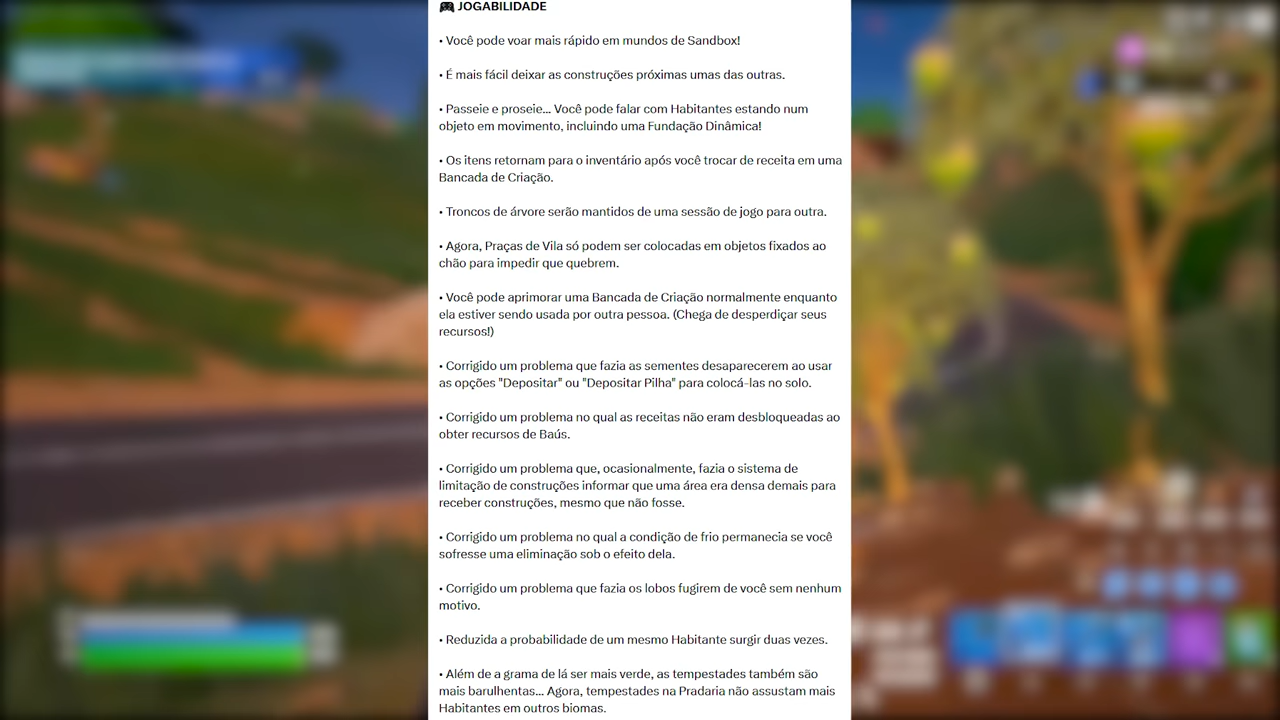 🎮 JOGABILIDADE
• Você pode voar mais rápido em mundos de Sandbox!
• É mais fácil deixar as construções próximas umas das outras.
• Passeie e proseie... Você pode falar com Habitantes estando num
objeto em movimento, incluindo uma Fundação Dinâmica!
• Os itens retornam para o inventário após você trocar de receita em uma
Bancada de Criação.
• Troncos de árvore serão mantidos de uma sessão de jogo para outra.
• Agora, Praças de Vila só podem ser colocadas em objetos fixados ao
chão para impedir que quebrem.
• Você pode aprimorar uma Bancada de Criação normalmente enquanto
ela estiver sendo usada por outra pessoa. (Chega de desperdiçar seus
recursos!)
• Corrigido um problema que fazia as sementes desaparecerem ao usar
as opções "Depositar" ou "Depositar Pilha" para colocá-las no solo.
• Corrigido um problema no qual as receitas não eram desbloqueadas ao
obter recursos de Baús.
• Corrigido um problema que, ocasionalmente, fazia o sistema de
limitação de construções informar que uma área era densa demais para
receber construções, mesmo que não fosse.
• Corrigido um problema no qual a condição de frio permanecia se você
sofresse uma eliminação sob o efeito dela.
• Corrigido um problema que fazia os lobos fugirem de você sem nenhum
motivo.
• Reduzida a probabilidade de um mesmo Habitante surgir duas vezes.
• Além de a grama de lá ser mais verde, as tempestades também são
mais barulhentas... Agora, tempestades na Pradaria não assustam mais
Habitantes em outros biomas.